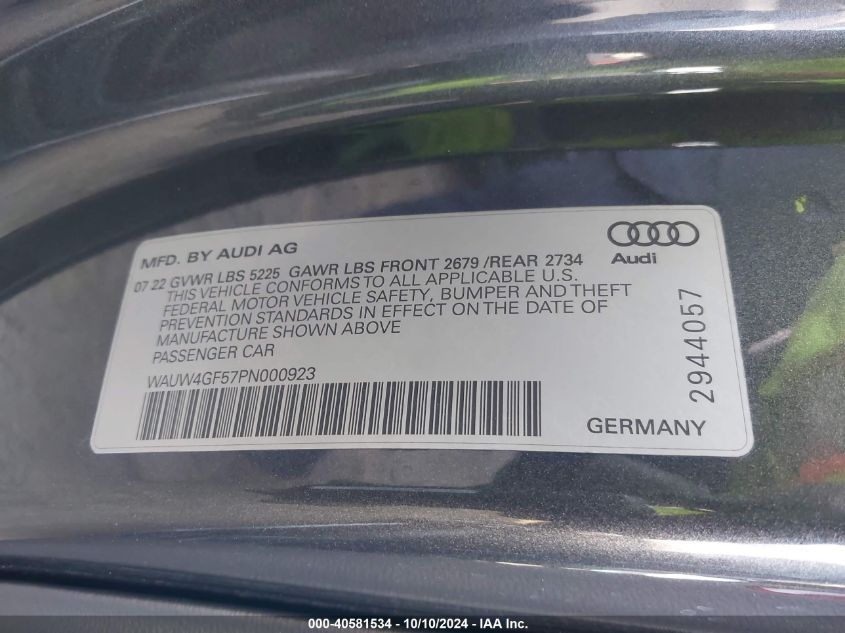 MFD. BY AUDI AG
07 22 GVWR LBS 5225 GAWR LBS FRONT 2679 /REAR 2734
THIS VEHICLE CONFORMS TO ALL APPLICABLE U.S.
FEDERAL MOTOR VEHICLE SAFETY, BUMPER AND THEFT
PREVENTION STANDARDS IN EFFECT ON THE DATE OF
MANUFACTURE SHOWN ABOVE
PASSENGER CAR
WAUW4GF57PN000923
Audi
2944057
GERMANY
000-40581534 - 10/10/2024 - IAA Inc.